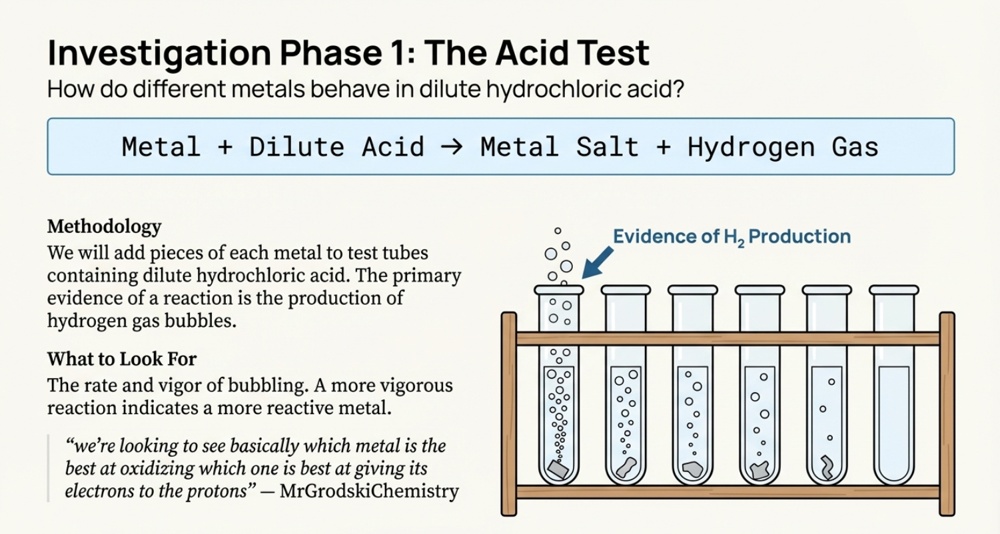 Investigation Phase 1: The Acid Test
How do different metals behave in dilute hydrochloric acid?
Metal + Dilute Acid → Metal Salt + Hydrogen Gas
Methodology
We will add pieces of each metal to test tubes
containing dilute hydrochloric acid. The primary
evidence of a reaction is the production of
hydrogen gas bubbles.
What to Look For
The rate and vigor of bubbling. A more vigorous
reaction indicates a more reactive metal.
“we’re looking to see basically which metal is the
best at oxidizing which one is best at giving its
electrons to the protons” — MrGrodskiChemistry
Evidence of H₂ Production